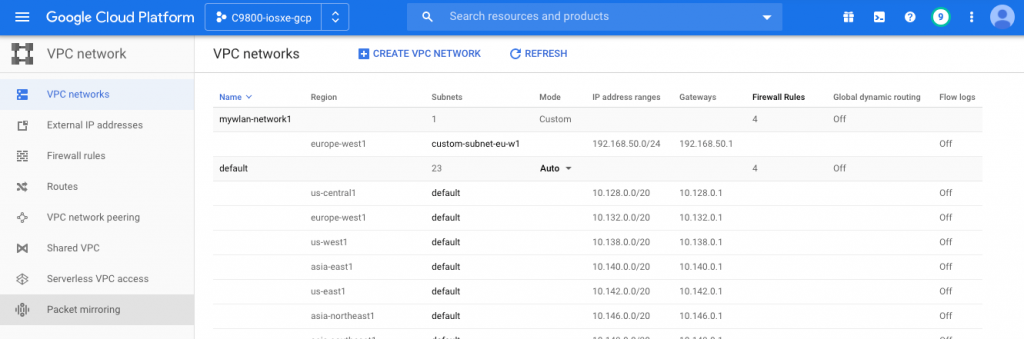 Google Cloud Platform C9800-iosxe-gcp Search resources and products 9
VPC network
VPC networks
External IP addresses
Firewall rules
Routes
VPC network peering
Shared VPC
Serverless VPC access
Packet mirroring
VPC networks CREATE VPC NETWORK REFRESH
Name Region Subnets Mode IP address ranges Gateways Firewall Rules Global dynamic routing Flow logs
mywlan-network1 1 Custom 4 Off
europe-west1 custom-subnet-eu-w1 192.168.50.0/24 192.168.50.1 Off
default 23 Auto 4 Off
us-central1 default 10.128.0.0/20 10.128.0.1 Off
europe-west1 default 10.132.0.0/20 10.132.0.1 Off
us-west1 default 10.138.0.0/20 10.138.0.1 Off
asia-east1 default 10.140.0.0/20 10.140.0.1 Off
us-east1 default 10.142.0.0/20 10.142.0.1 Off
asia-northeast1 default 10.146.0.0/20 10.146.0.1 Off